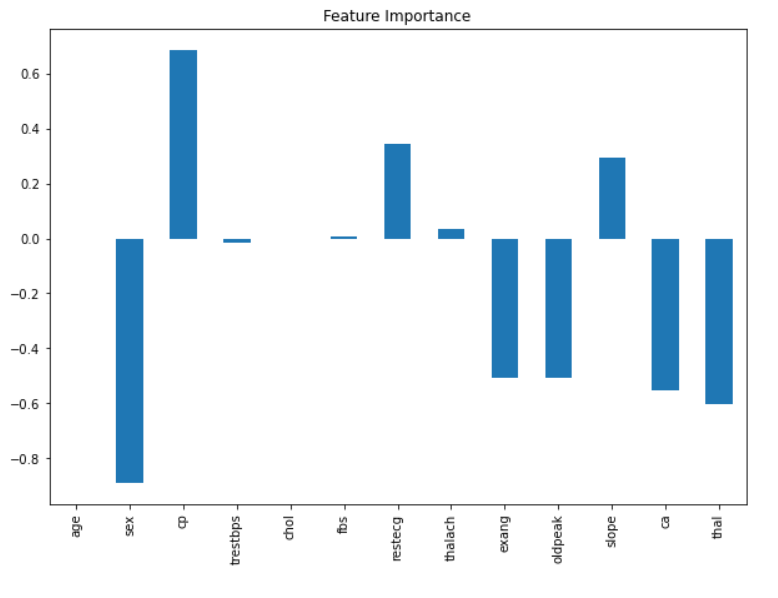 Feature Importance
0.6
0.4
0.2
0.0
−0.2
−0.4
−0.6
−0.8
age
sex
cp
trestbps
chol
fbs
restecg
thalach
exang
oldpeak
slope
ca
thal